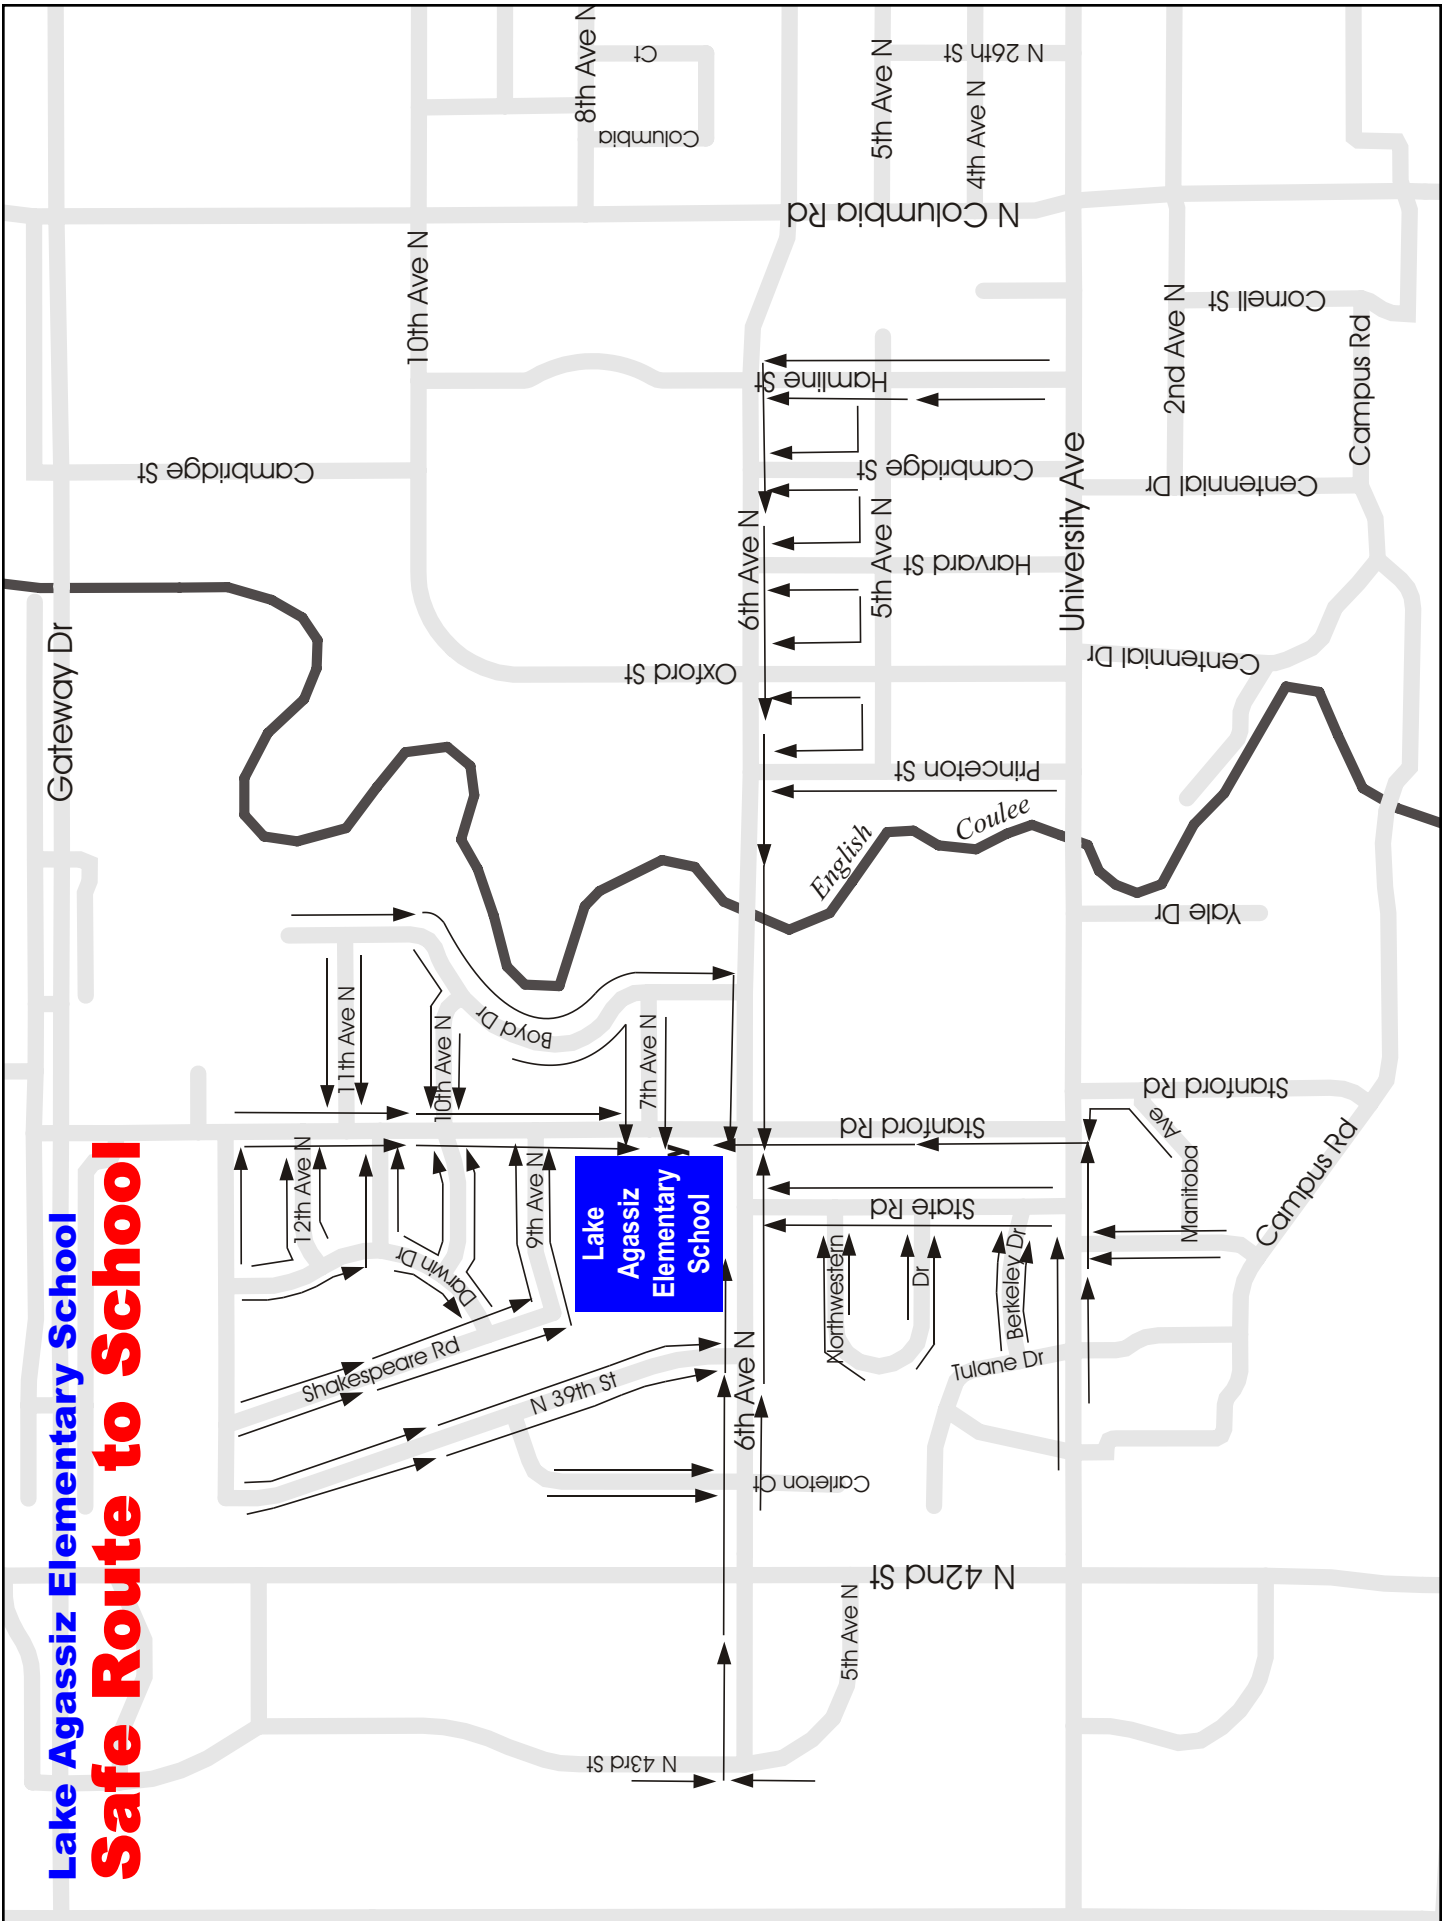 Lake Agassiz Elementary School
Safe Route to School
Gateway Dr
Cambridge St
10th Ave N
8th Ave N
Ct
Columbia
5th Ave N
4th Ave N
N 26th St
N Columbia Rd
Hamline St
Cambridge St
6th Ave N
5th Ave N
Harvard St
University Ave
2nd Ave N
Cornell St
Campus Rd
Centennial Dr
Oxford St
Centennial Dr
Princeton St
English
Coulee
Yale Dr
11th Ave N
10th Ave N
Boyd Dr
7th Ave N
Stanford Rd
Stanford Rd
Ave
Manitoba
Campus Rd
12th Ave N
Darwin Dr
9th Ave N
Lake
Agassiz
Elementary
School
State Rd
Northwestern
Dr
Berkeley Dr
Tulane Dr
Shakespeare Rd
N 39th St
6th Ave N
Carleton Ct
N 42nd St
5th Ave N
N 43rd St